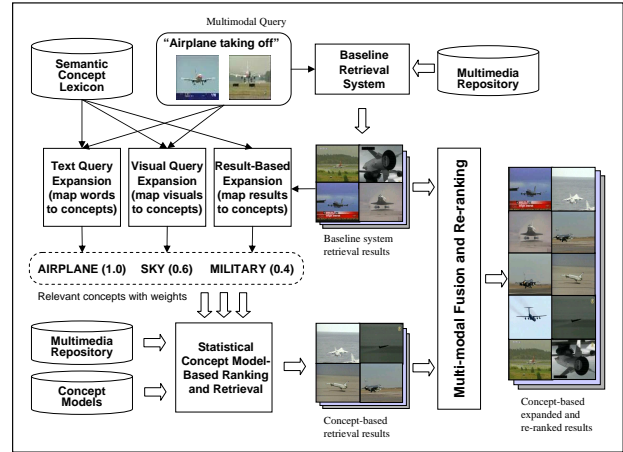 Multimodal Query
"Airplane taking off"
Semantic
Concept
Lexicon
Baseline
Retrieval
System
Multimedia
Repository
Text Query
Expansion
(map words
to concepts)
Visual Query
Expansion
(map visuals
to concepts)
Result-Based
Expansion
(map results
to concepts)
Baseline system
retrieval results
AIRPLANE (1.0) SKY (0.6) MILITARY (0.4)
Relevant concepts with weights
Multimedia
Repository
Concept
Models
Statistical
Concept Model-
Based Ranking
and Retrieval
Concept-based
retrieval results
Multi-modal Fusion and Re-ranking
Concept-based
expanded and
re-ranked results